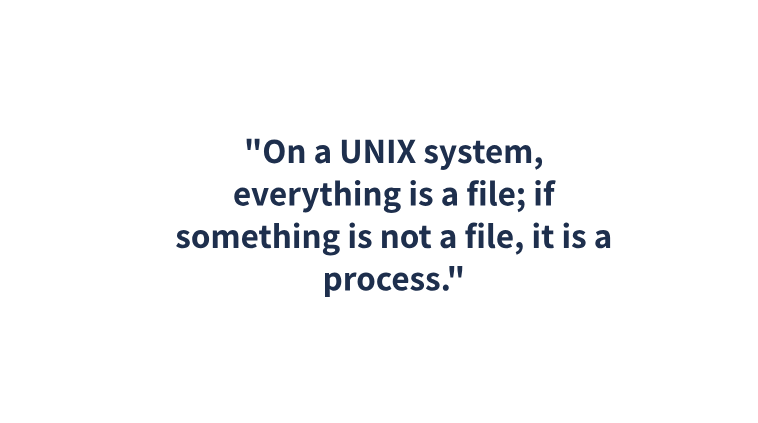 "On a UNIX system,
everything is a file; if
something is not a file, it is a
process."